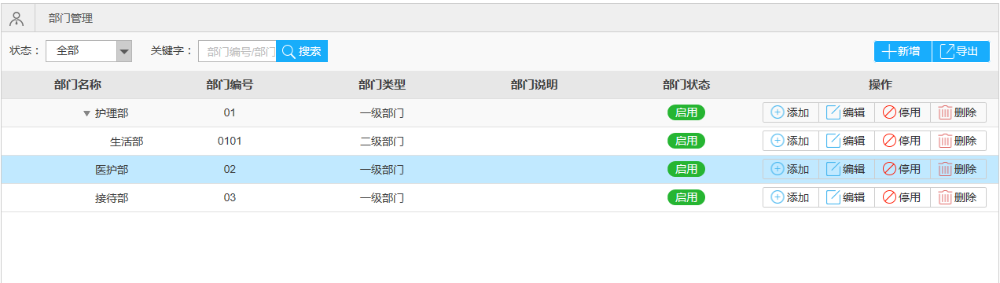 部门管理
状态： 全部 关键字： 部门编号/部门 搜索 新增 导出
部门名称 部门编号 部门类型 部门说明 部门状态 操作
护理部 01 一级部门 启用 添加 编辑 停用 删除
生活部 0101 二级部门 启用 添加 编辑 停用 删除
医护部 02 一级部门 启用 添加 编辑 停用 删除
接待部 03 一级部门 启用 添加 编辑 停用 删除